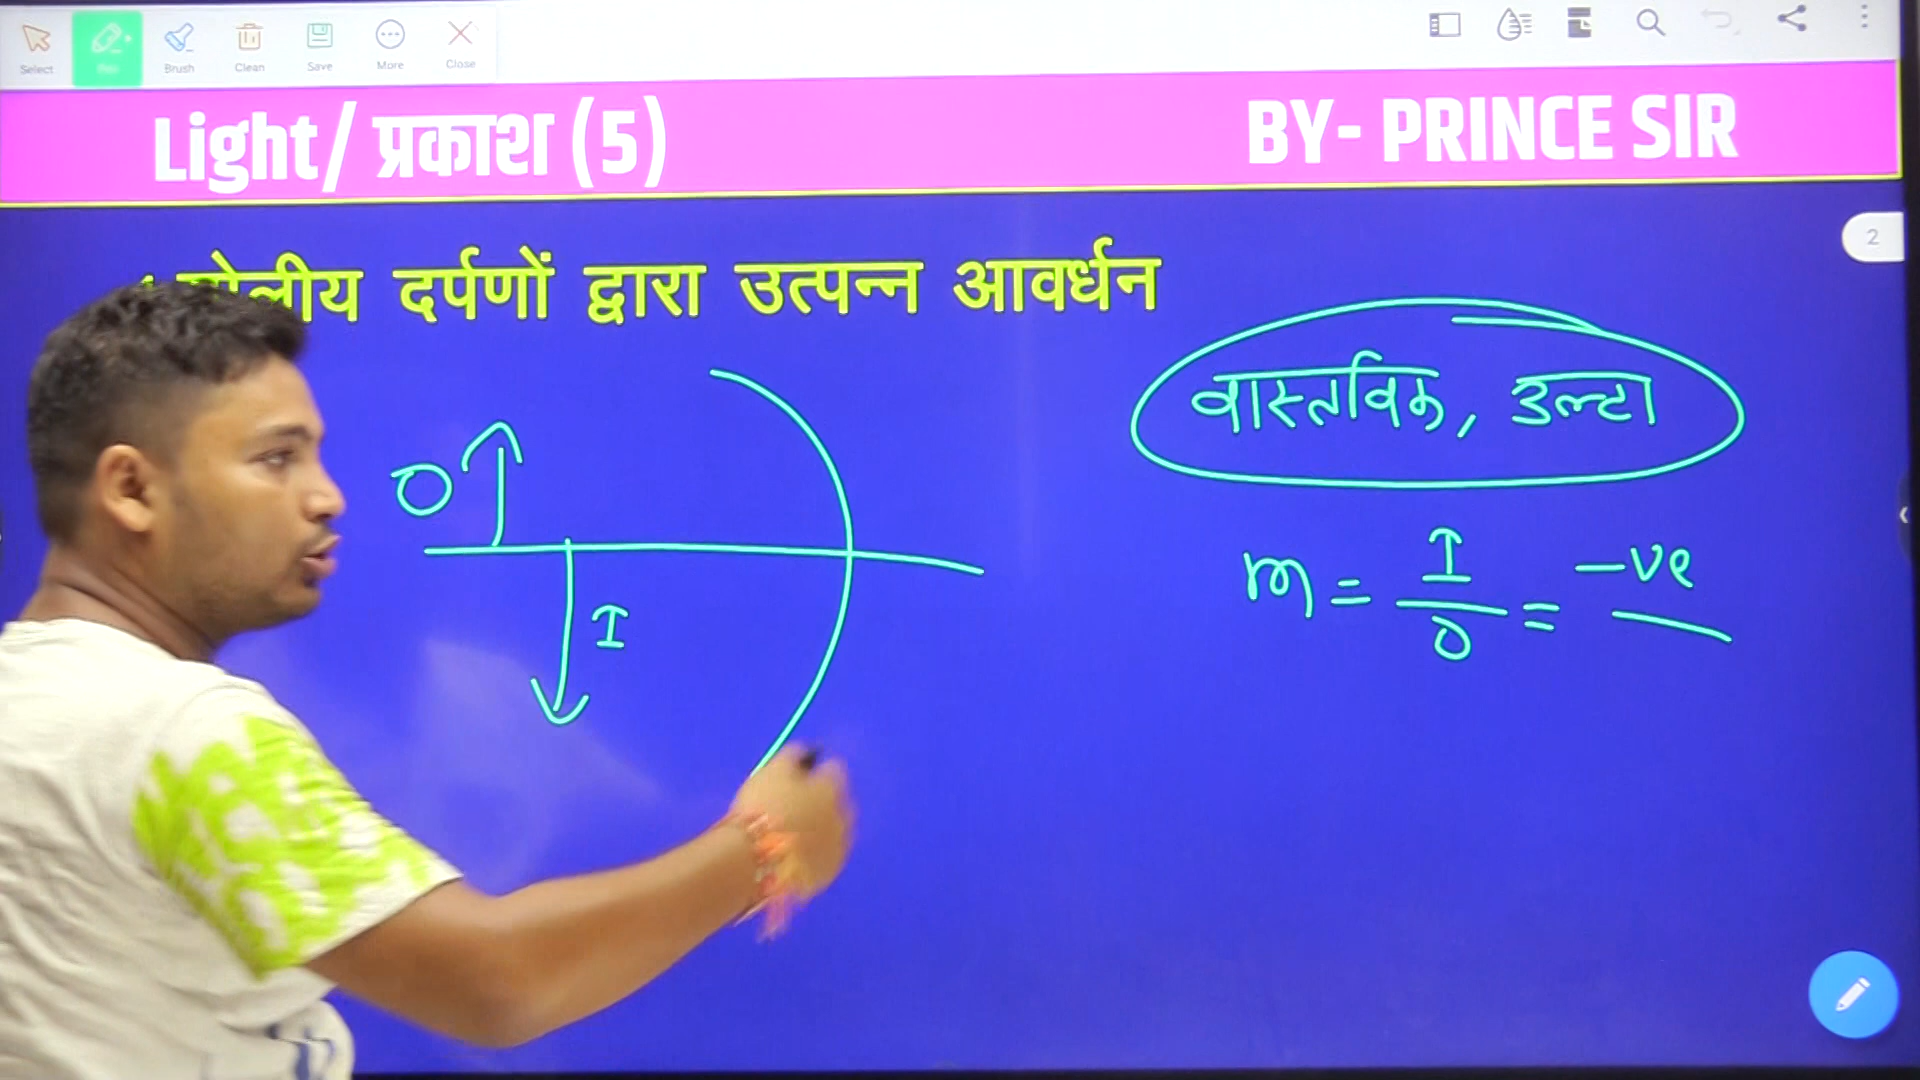 Select
Brush
Clean
Save
More
Close
Light/ प्रकाश (5)
BY- PRINCE SIR
2
दर्पणों द्वारा उत्पन्न आवर्धन
वास्तविक, उल्टा
O
I
m = I/O = -ve